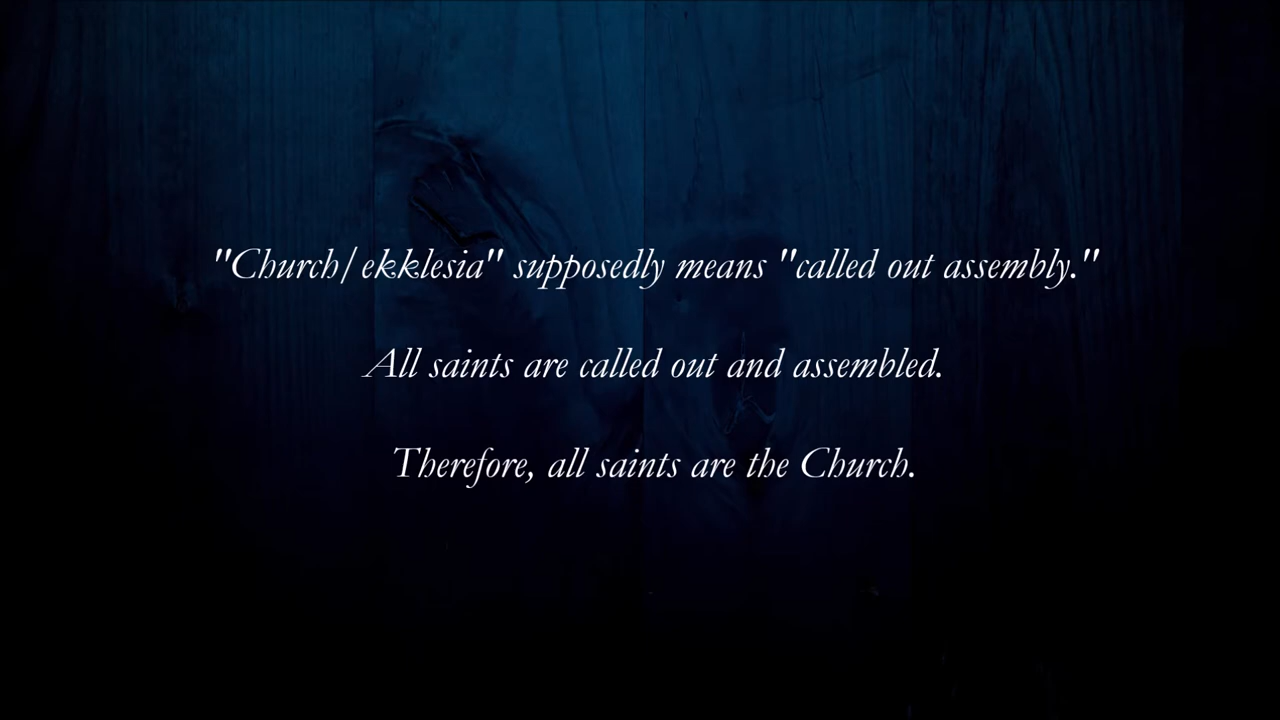 "Church/ekklesia" supposedly means "called out assembly."
All saints are called out and assembled.
Therefore, all saints are the Church.